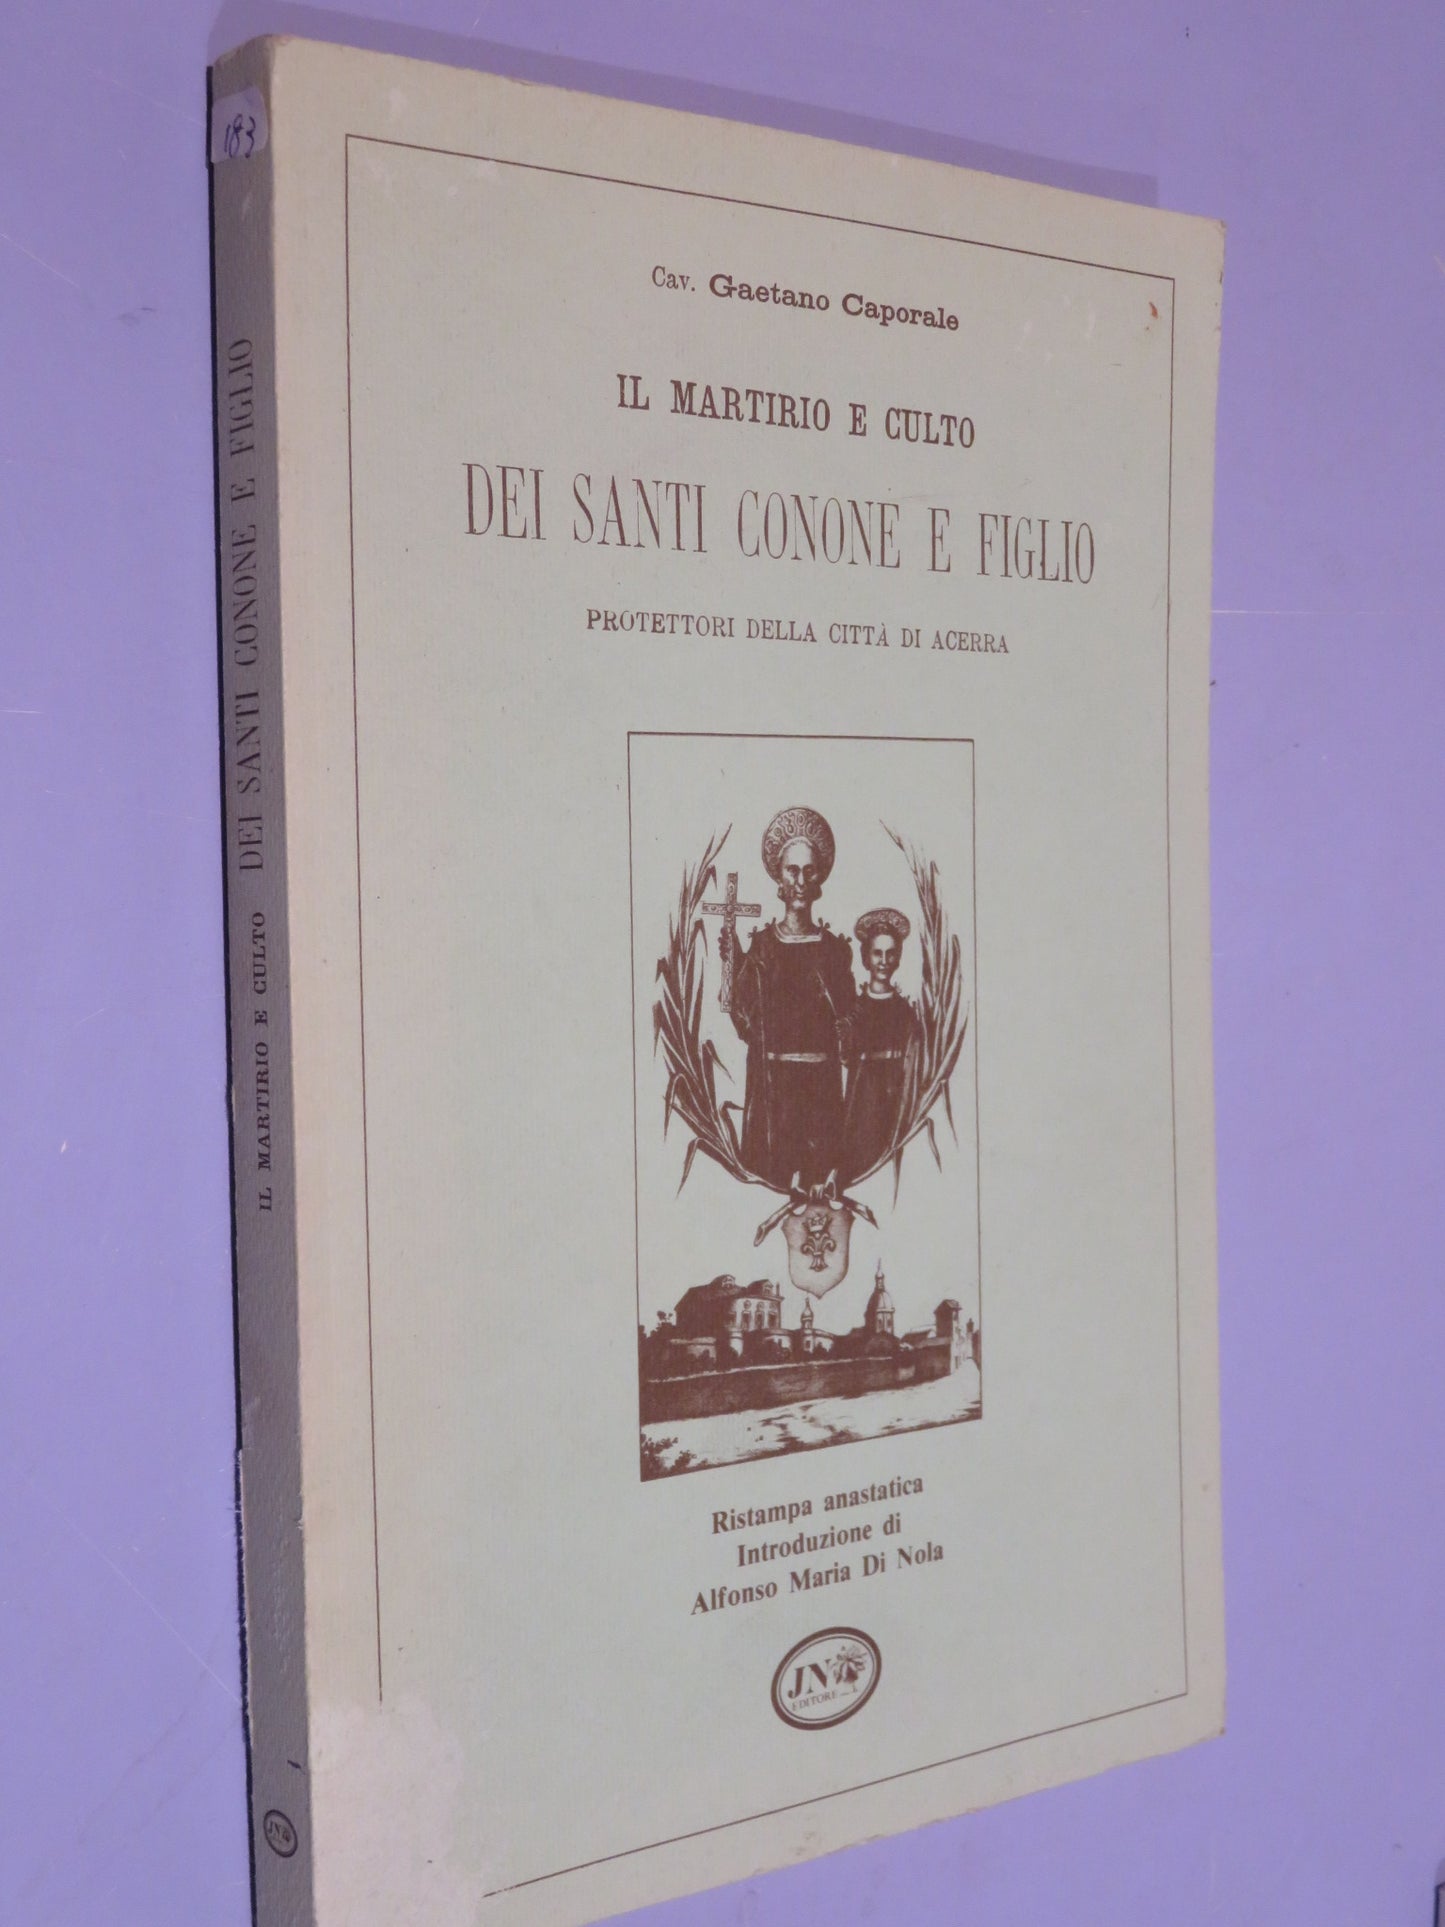 183
IL MARTIRIO E CULTO DEI SANTI CONONE E FIGLIO
JN
Cav. Gaetano Caporale
IL MARTIRIO E CULTO
DEI SANTI CONONE E FIGLIO
PROTETTORI DELLA CITTÀ DI ACERRA
Ristampa anastatica
Introduzione di
Alfonso Maria Di Nola
JN
EDITORE